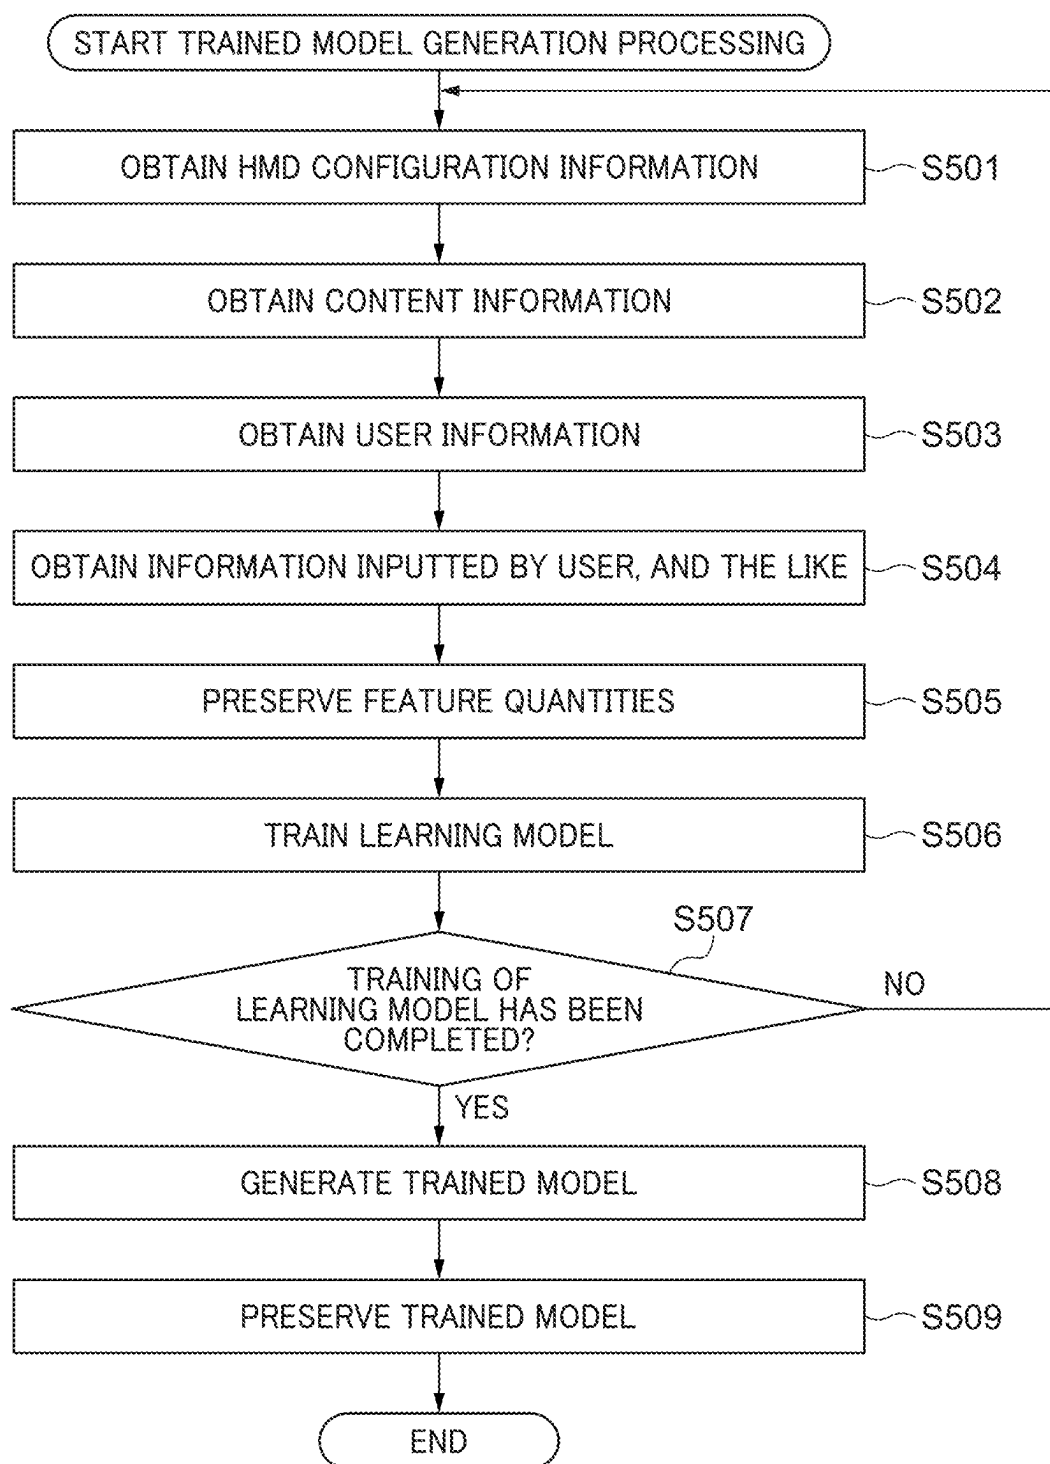 START TRAINED MODEL GENERATION PROCESSING
OBTAIN HMD CONFIGURATION INFORMATION
S501
OBTAIN CONTENT INFORMATION
S502
OBTAIN USER INFORMATION
S503
OBTAIN INFORMATION INPUTTED BY USER, AND THE LIKE
S504
PRESERVE FEATURE QUANTITIES
S505
TRAIN LEARNING MODEL
S506
S507
TRAINING OF
LEARNING MODEL HAS BEEN
COMPLETED?
NO
YES
GENERATE TRAINED MODEL
S508
PRESERVE TRAINED MODEL
S509
END